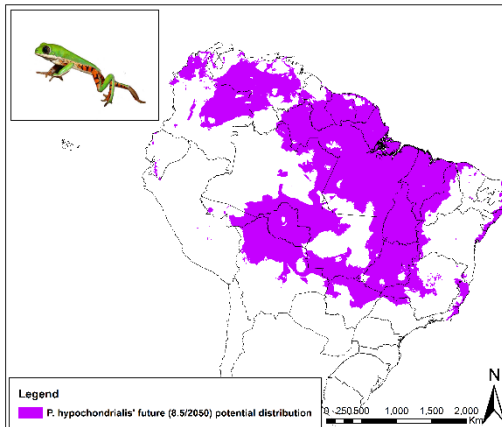 Legend
P. hypochondrialis' future (8.5/2050) potential distribution
0 250 500 1,000 1,500 2,000
Km
N